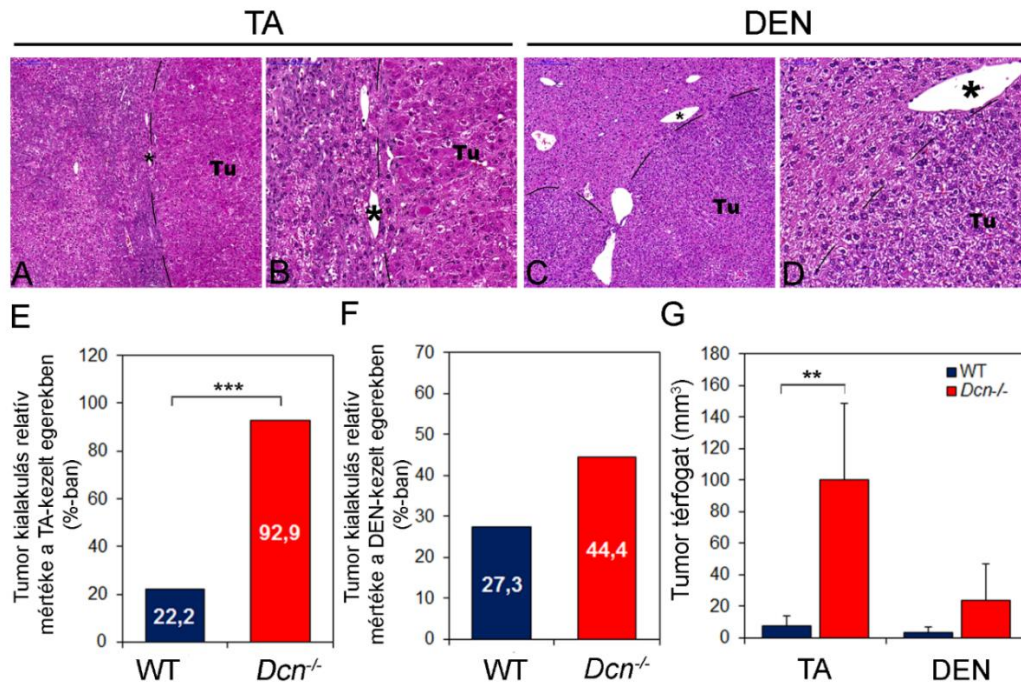 TA
DEN
* Tu A
* Tu B
* Tu C
* Tu D
E
Tumor kialakulás relatív
mértéke a TA-kezelt egerekben
(%-ban)
120
100
80
60
40
20
0
***
22,2
92,9
WT
Dcn-/-
F
Tumor kialakulás relatív
mértéke a DEN-kezelt egerekben
(%-ban)
70
60
50
40
30
20
10
0
27,3
44,4
WT
Dcn-/-
G
Tumor térfogat (mm³)
180
160
140
120
100
80
60
40
20
0
**
WT
Dcn-/-
TA
DEN